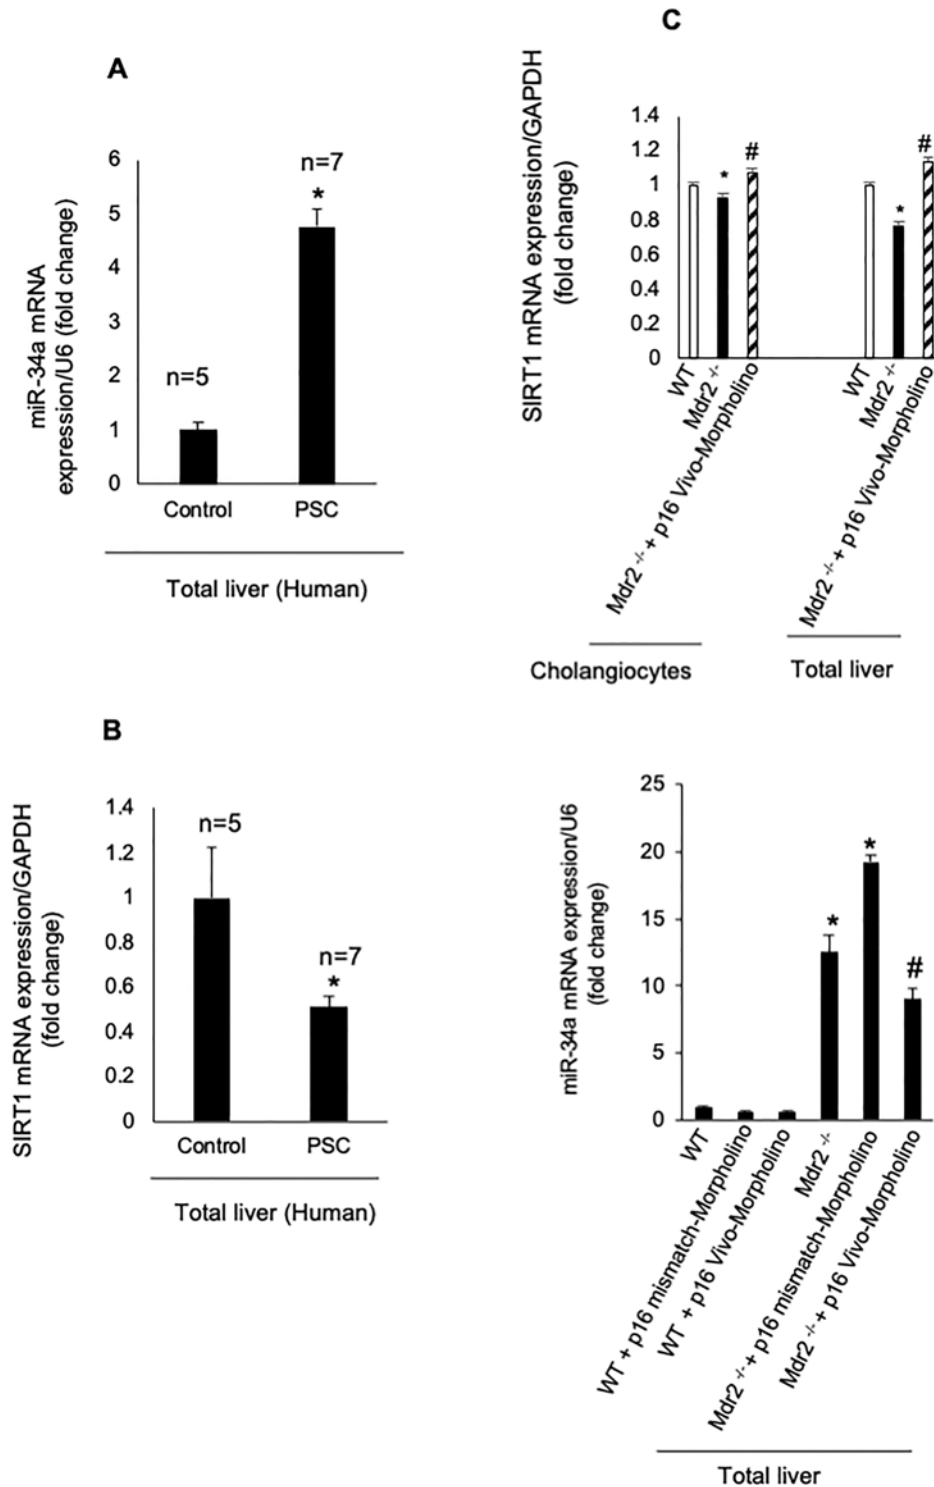 A
miR-34a mRNA
expression/U6 (fold change)
6
5
4
3
2
1
0
n=5
n=7
*
Control
PSC
Total liver (Human)
B
SIRT1 mRNA expression/GAPDH
(fold change)
1.4
1.2
1
0.8
0.6
0.4
0.2
0
n=5
n=7
*
Control
PSC
Total liver (Human)
C
SIRT1 mRNA expression/GAPDH
(fold change)
1.4
1.2
1
0.8
0.6
0.4
0.2
0
*
#
*
#
WT
Mdr2 -/-
Mdr2 -/- + p16 Vivo-Morpholino
WT
Mdr2 -/-
Mdr2 -/- + p16 Vivo-Morpholino
Cholangiocytes
Total liver
miR-34a mRNA expression/U6
(fold change)
25
20
15
10
5
0
*
*
#
WT
WT + p16 mismatch-Morpholino
WT + p16 Vivo-Morpholino
Mdr2 -/-
Mdr2 -/- + p16 mismatch-Morpholino
Mdr2 -/- + p16 Vivo-Morpholino
Total liver